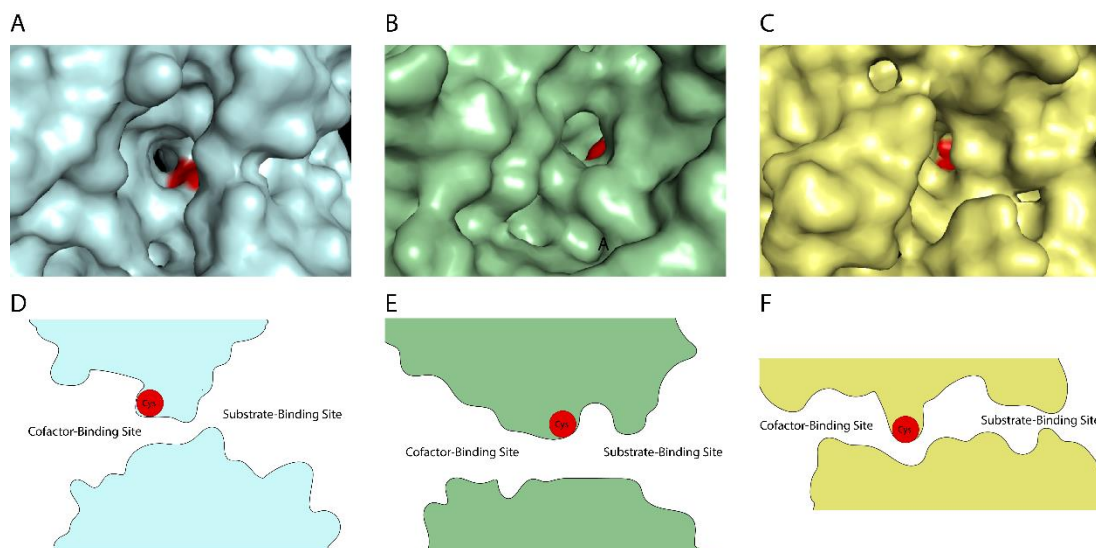 A
B
C
A
D
E
F
Cys
Substrate-Binding Site
Cofactor-Binding Site
Cys
Cofactor-Binding Site
Substrate-Binding Site
Cys
Cofactor-Binding Site
Substrate-Binding Site